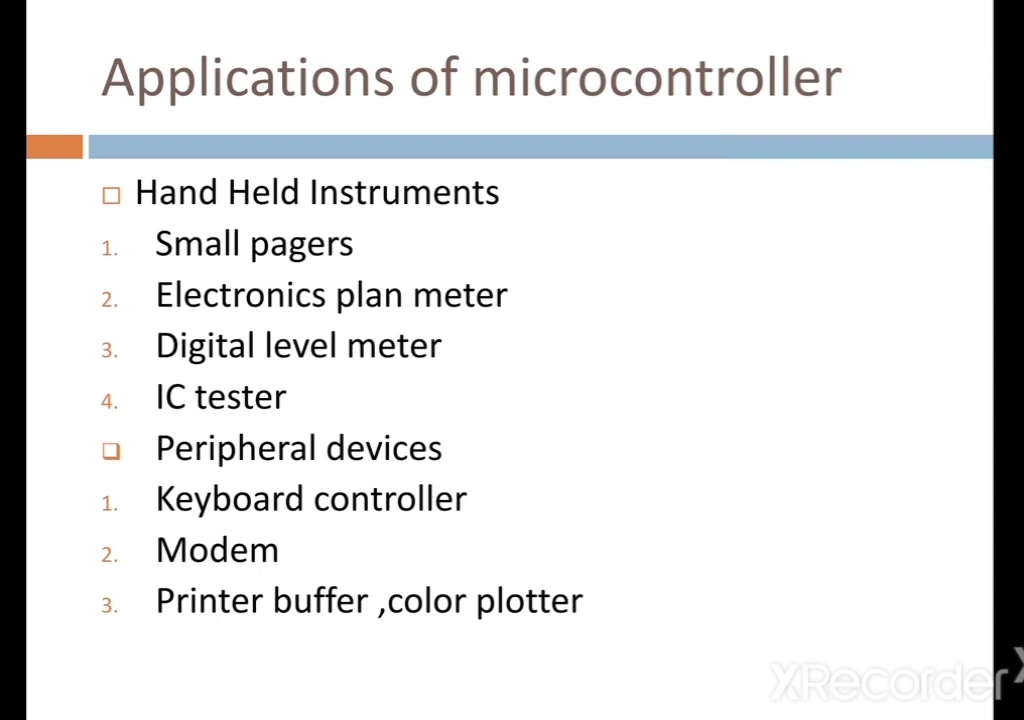 Applications of microcontroller
Hand Held Instruments
1. Small pagers
2. Electronics plan meter
3. Digital level meter
4. IC tester
Peripheral devices
1. Keyboard controller
2. Modem
3. Printer buffer ,color plotter
XRecorder